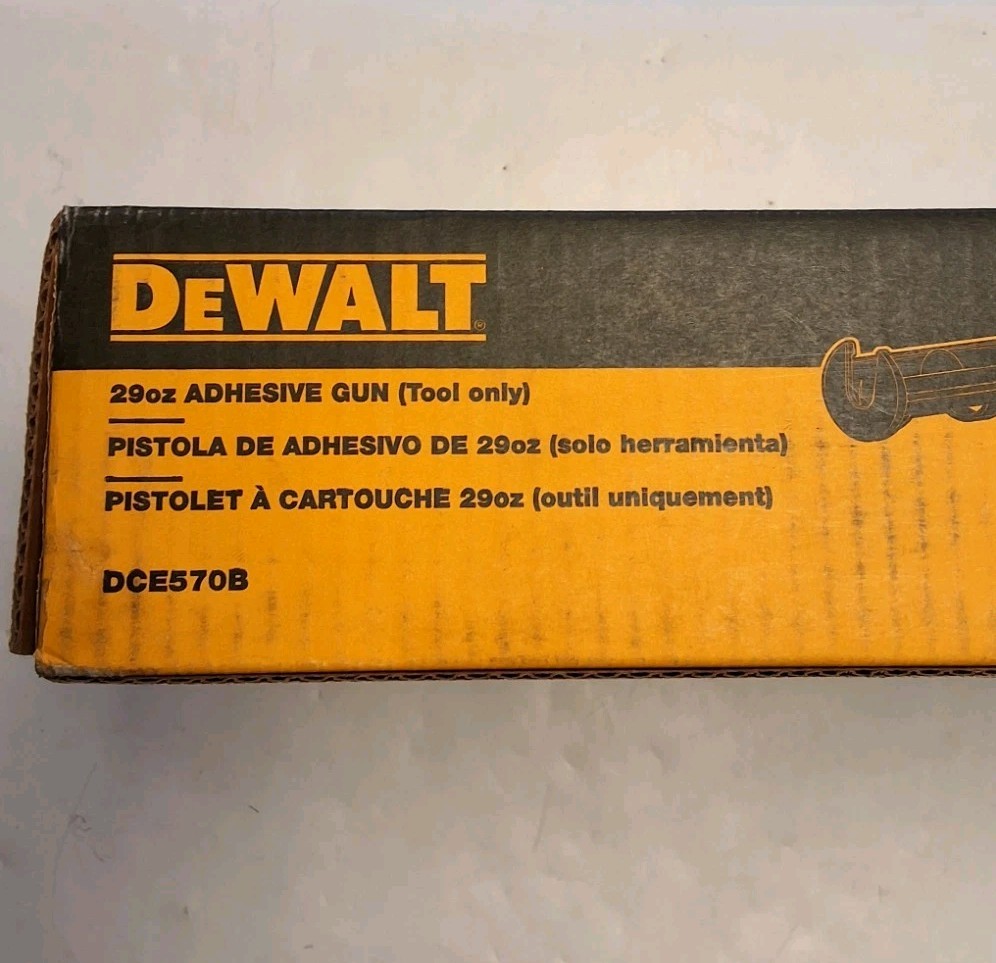 DEWALT®
29oz ADHESIVE GUN (Tool only)
PISTOLA DE ADHESIVO DE 29oz (solo herramienta)
PISTOLET À CARTOUCHE 29oz (outil uniquement)
DCE570B